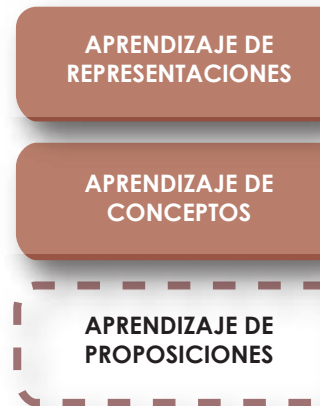 APRENDIZAJE DE
REPRESENTACIONES
APRENDIZAJE DE
CONCEPTOS
APRENDIZAJE DE
PROPOSICIONES